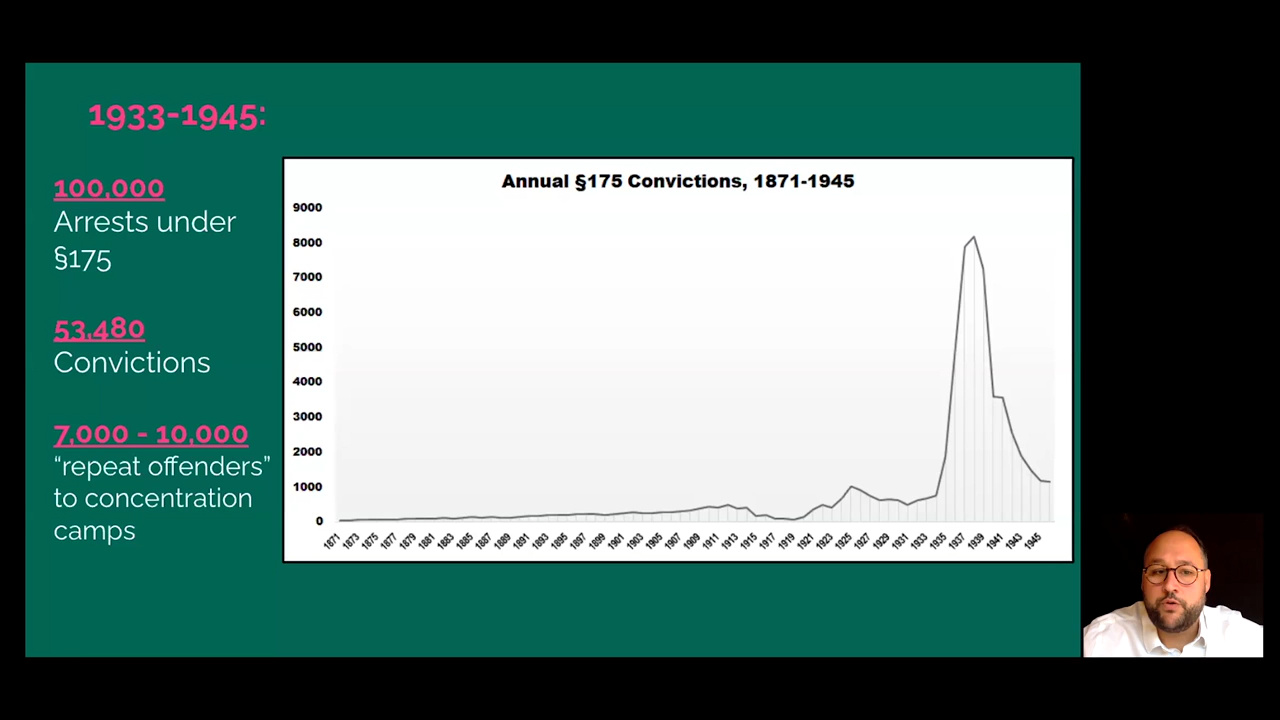 1933-1945:
100,000
Arrests under
§175
53,480
Convictions
7,000 - 10,000
“repeat offenders”
to concentration
camps
Annual §175 Convictions, 1871-1945
9000
8000
7000
6000
5000
4000
3000
2000
1000
0
1871 1873 1875 1877 1879 1881 1883 1885 1887 1889 1891 1893 1895 1897 1899 1901 1903 1905 1907 1909 1911 1913 1915 1917 1919 1921 1923 1925 1927 1929 1931 1933 1935 1937 1939 1941 1943 1945